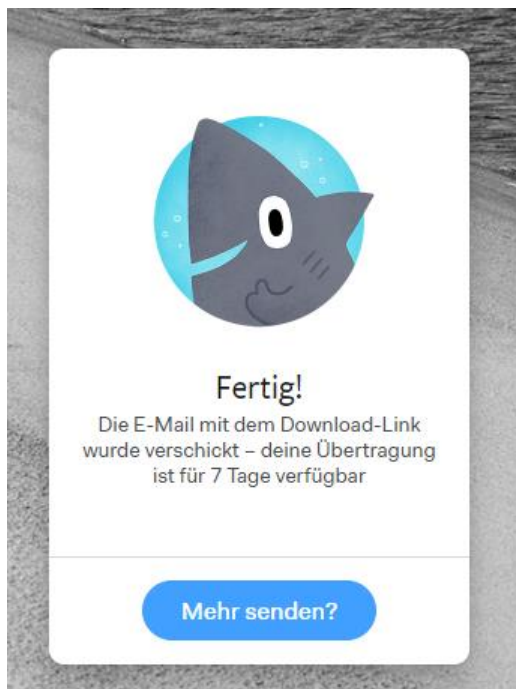 Fertig!
Die E-Mail mit dem Download-Link
wurde verschickt – deine Übertragung
ist für 7 Tage verfügbar
Mehr senden?